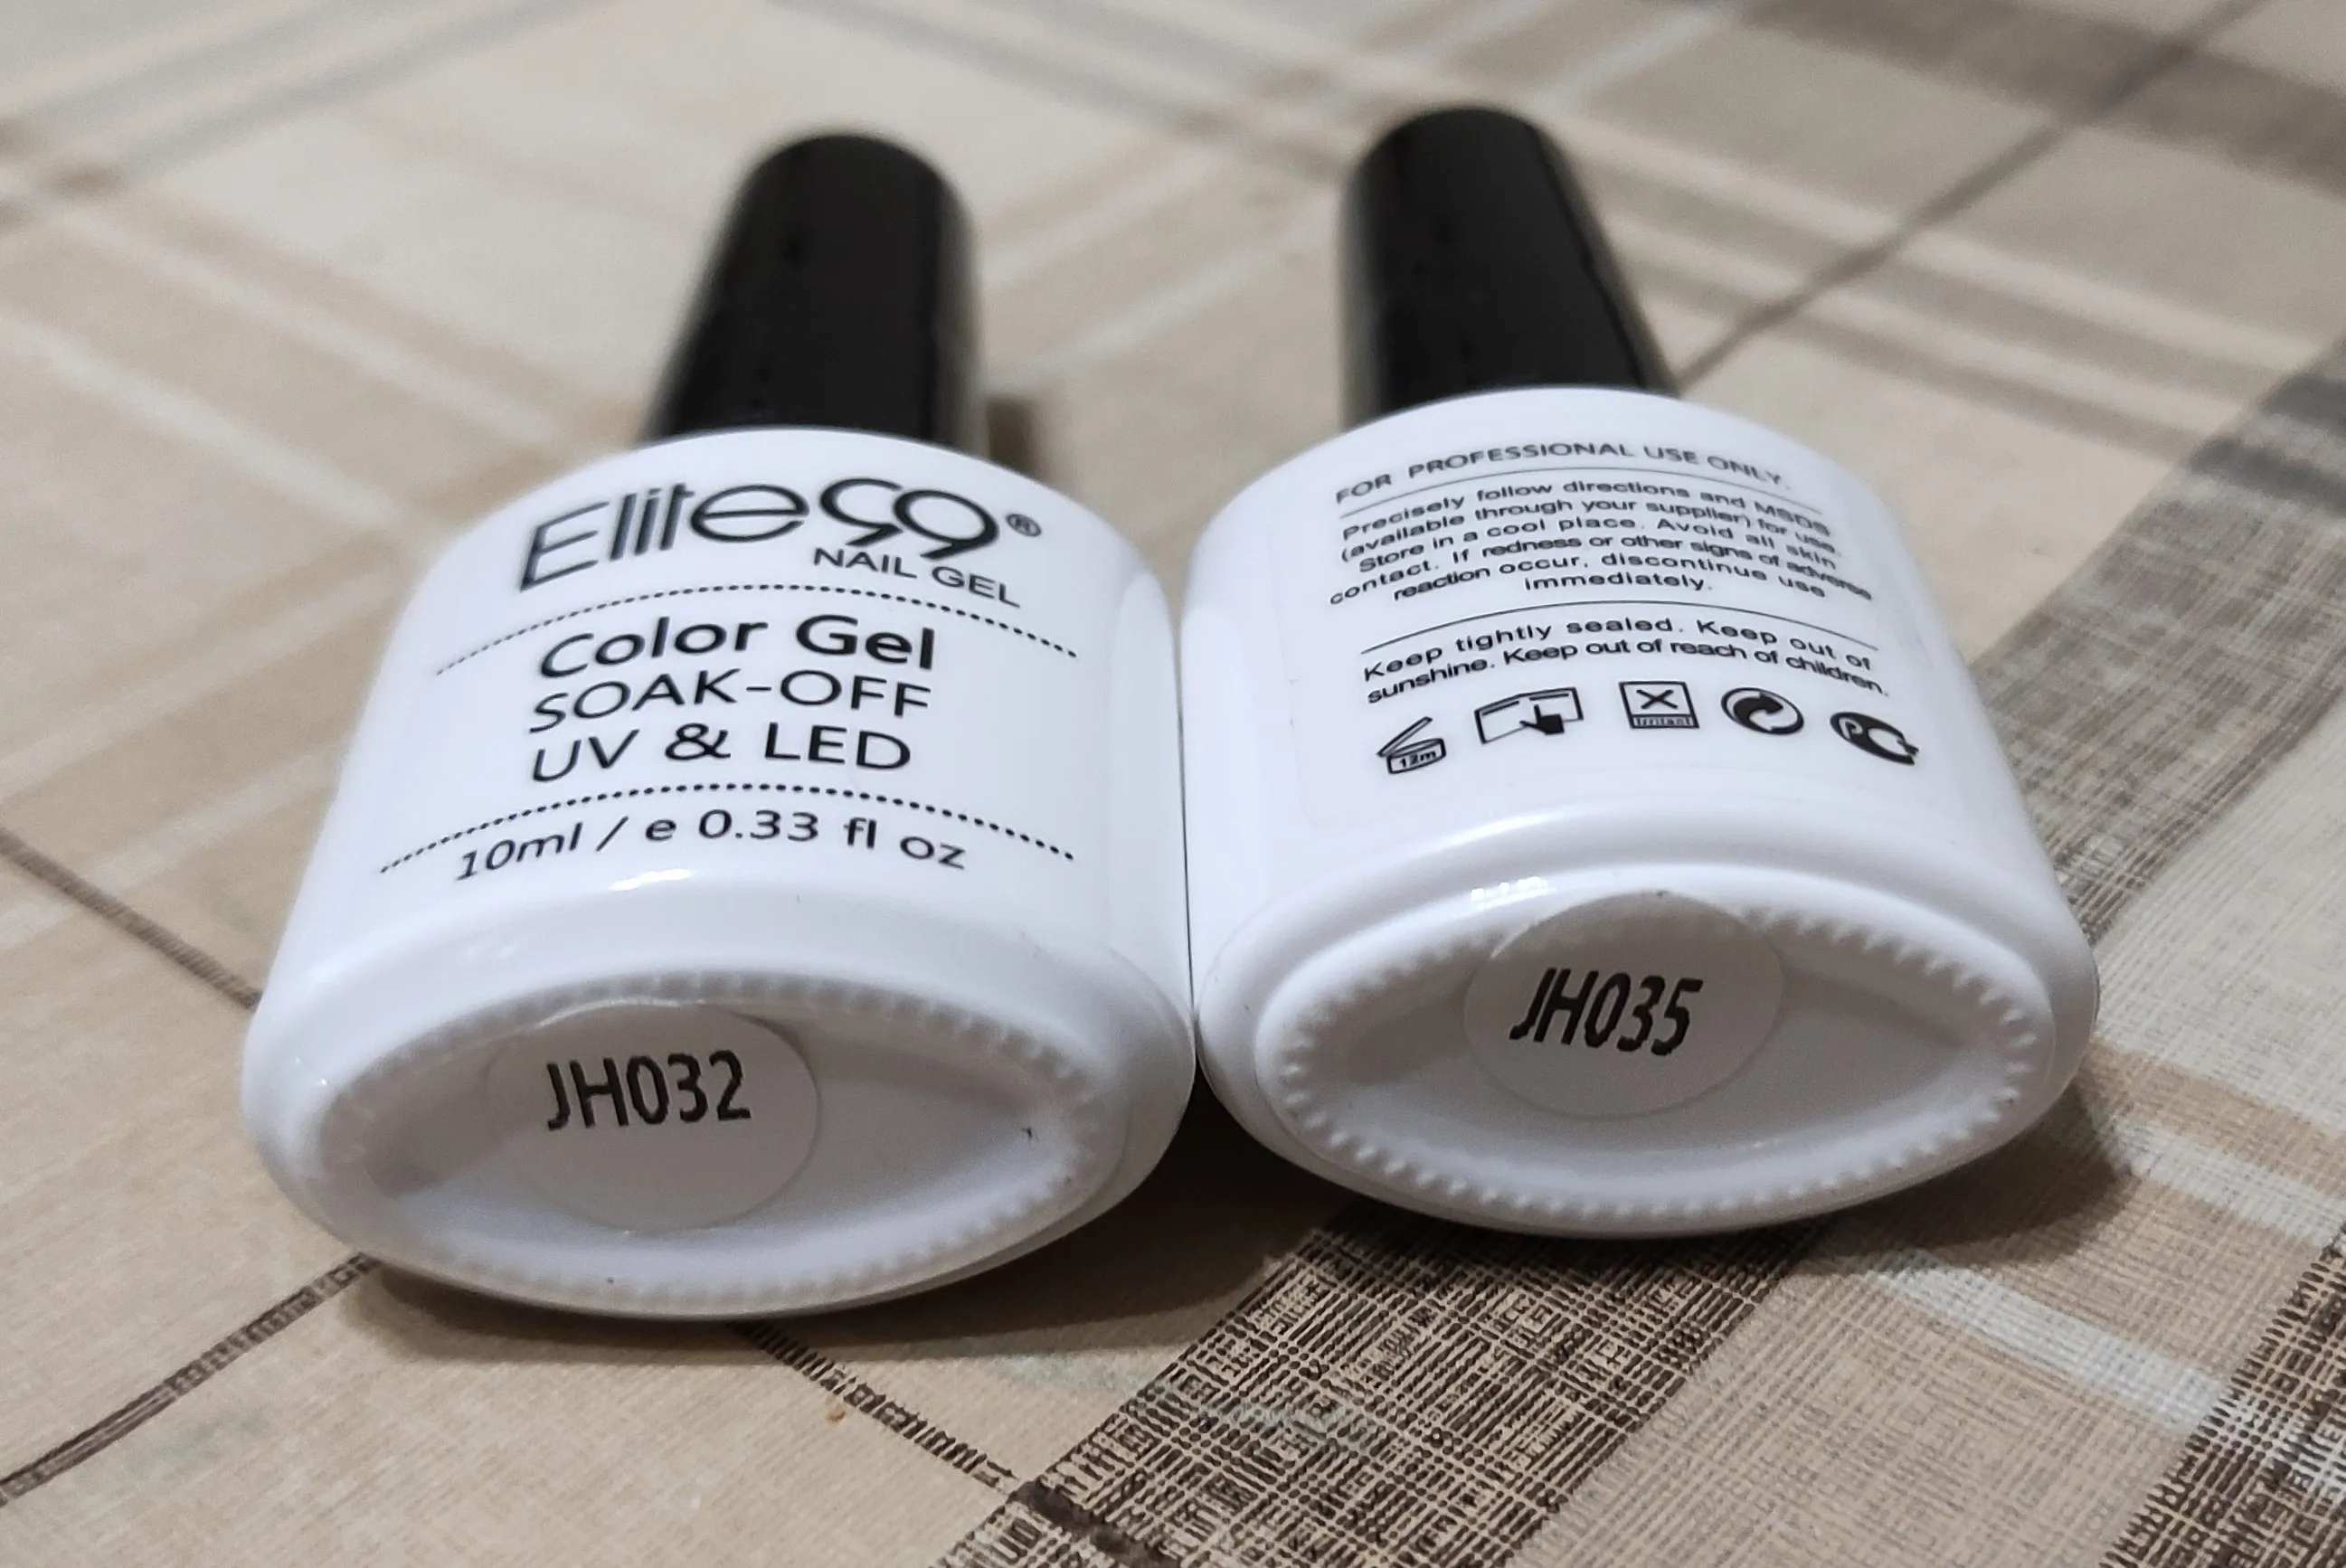 Elite99®
NAIL GEL
Color Gel
SOAK-OFF
UV & LED
10ml / e 0.33 fl oz
JH032
FOR PROFESSIONAL USE ONLY.
Precisely follow directions and MSDS
(available through your supplier) for use.
Store in a cool place. Avoid all skin
contact. If redness or other signs of adverse
reaction occur, discontinue use
immediately.
Keep tightly sealed. Keep out of
sunshine. Keep out of reach of children.
12m
Irritant
PC
JH035